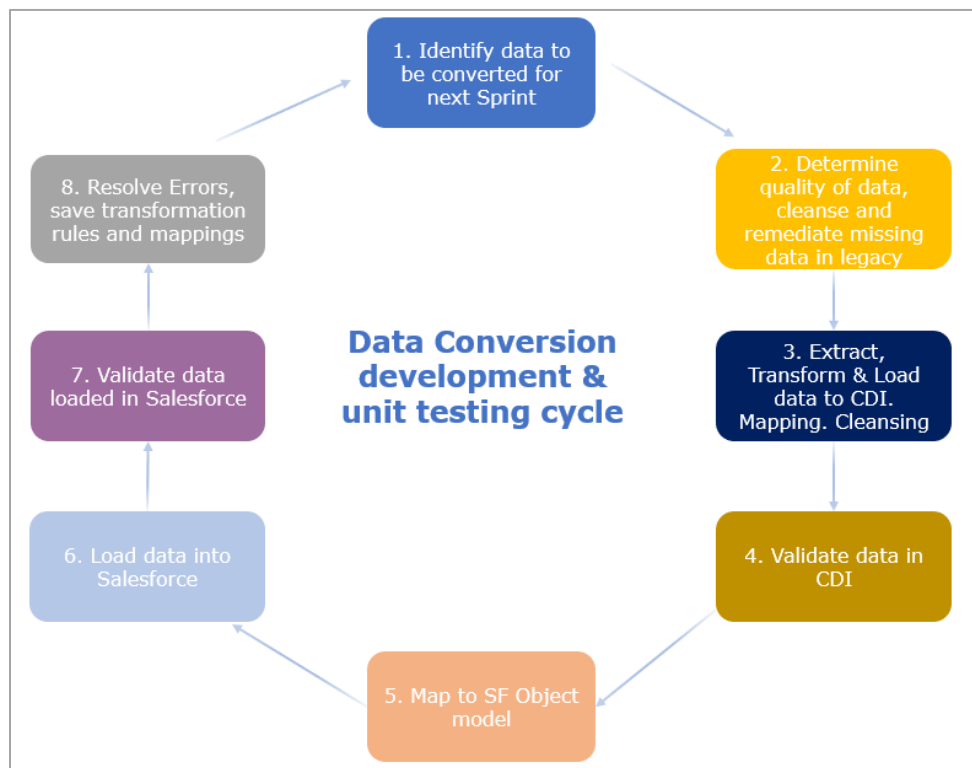 1. Identify data to
be converted for
next Sprint
2. Determine
quality of data,
cleanse and
remediate missing
data in legacy
3. Extract,
Transform & Load
data to CDI.
Mapping. Cleansing
4. Validate data in
CDI
5. Map to SF Object
model
6. Load data into
Salesforce
7. Validate data
loaded in Salesforce
8. Resolve Errors,
save transformation
rules and mappings
Data Conversion
development &
unit testing cycle